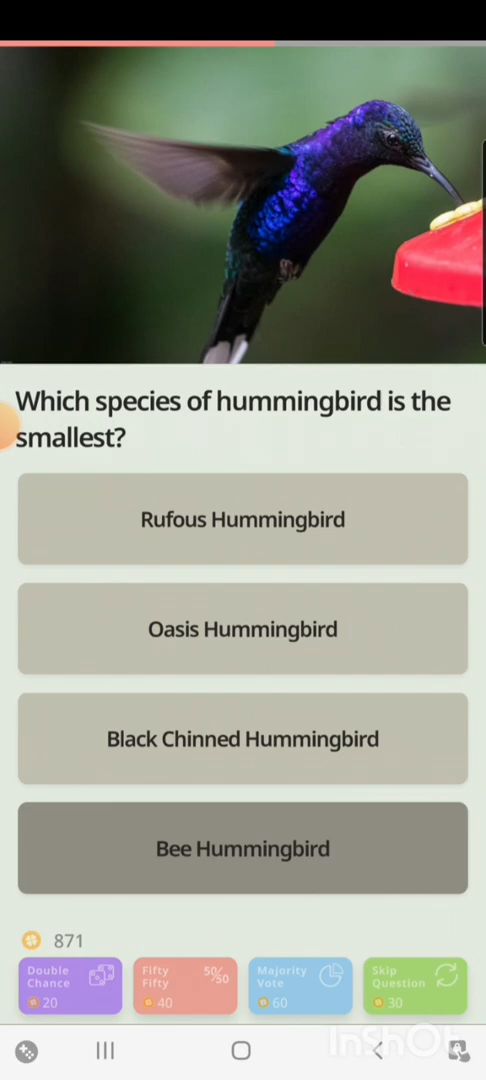 Which species of hummingbird is the
smallest?
Rufous Hummingbird
Oasis Hummingbird
Black Chinned Hummingbird
Bee Hummingbird
871
Double
Chance
20
Fifty
Fifty
50/50
40
Majority
Vote
60
Skip
Question
30
InShOt